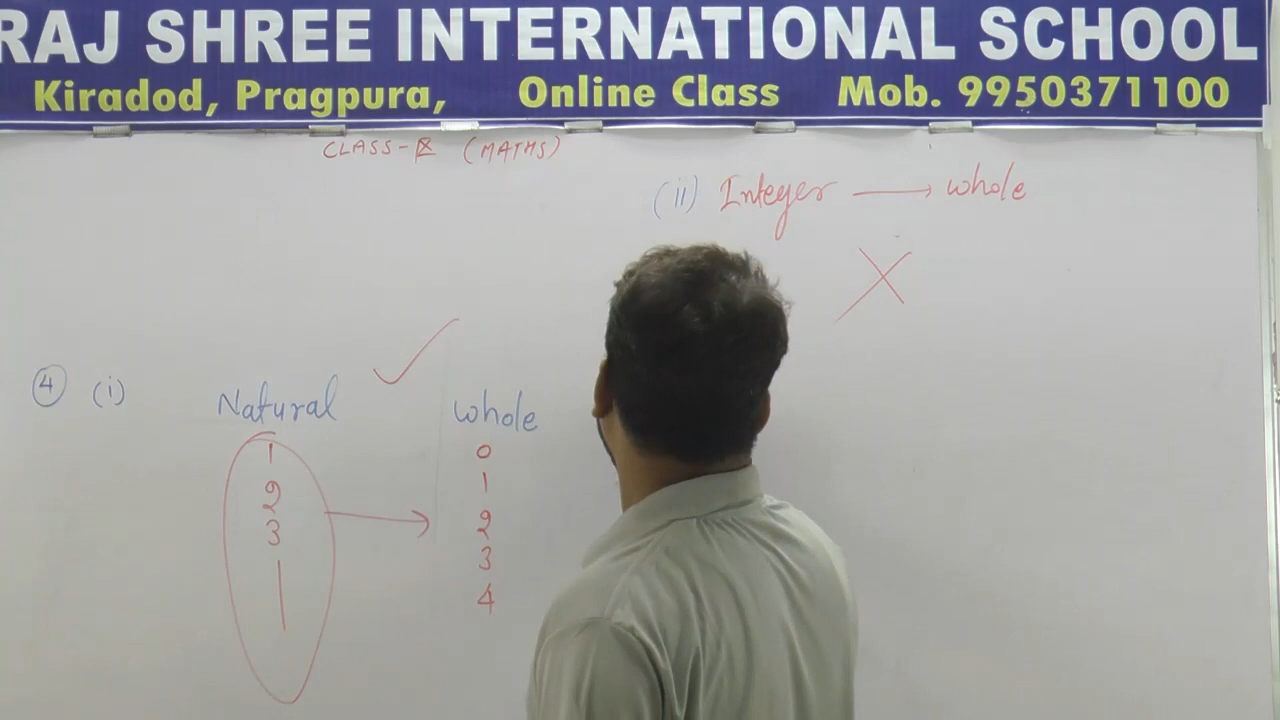 RAJ SHREE INTERNATIONAL SCHOOL
Kiradod, Pragpura, Online Class Mob. 9950371100
CLASS-IX (MATHS)
(ii) Integer → whole
④ (i)
Natural whole
1 0
2 1
3 2
3
4